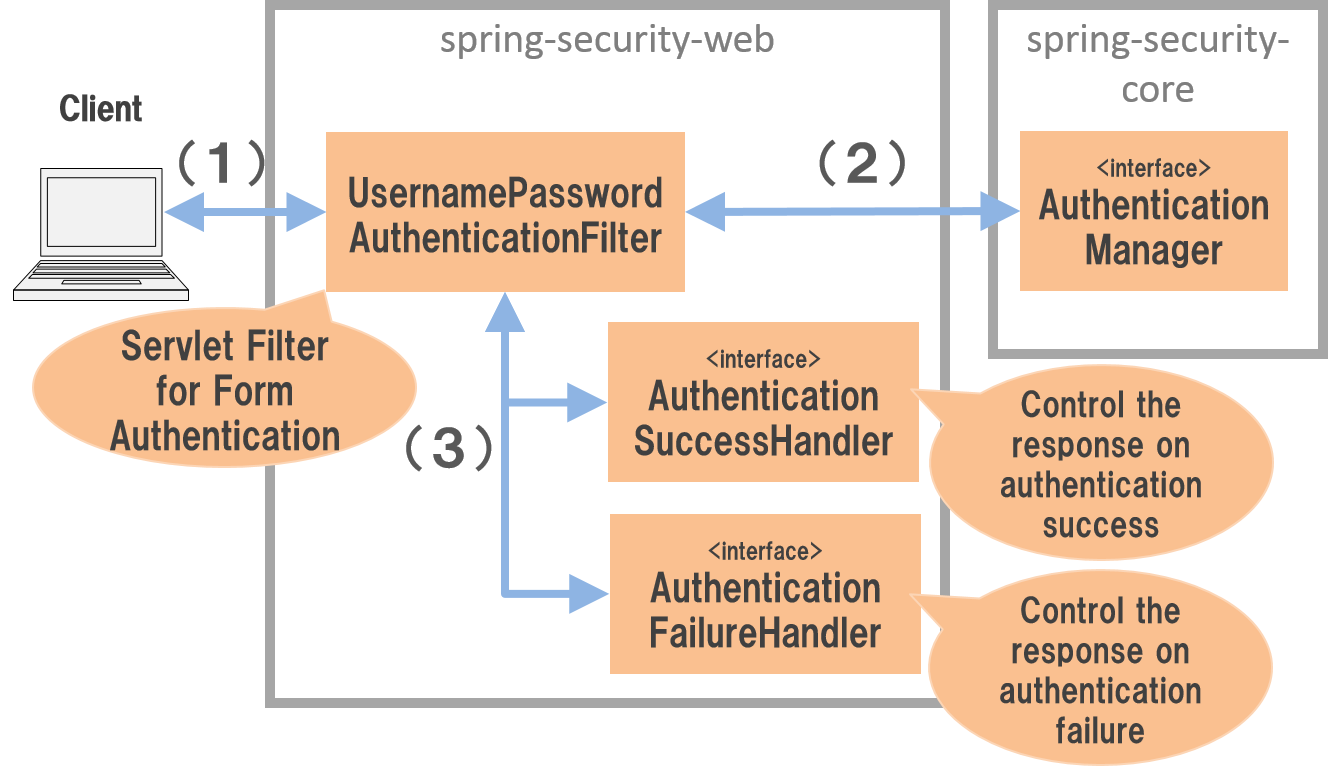 spring-security-web
spring-security-
core
Client
(1)
UsernamePassword
AuthenticationFilter
(2)
<interface>
Authentication
Manager
Servlet Filter
for Form
Authentication
(3)
<interface>
Authentication
SuccessHandler
Control the
response on
authentication
success
<interface>
Authentication
FailureHandler
Control the
response on
authentication
failure